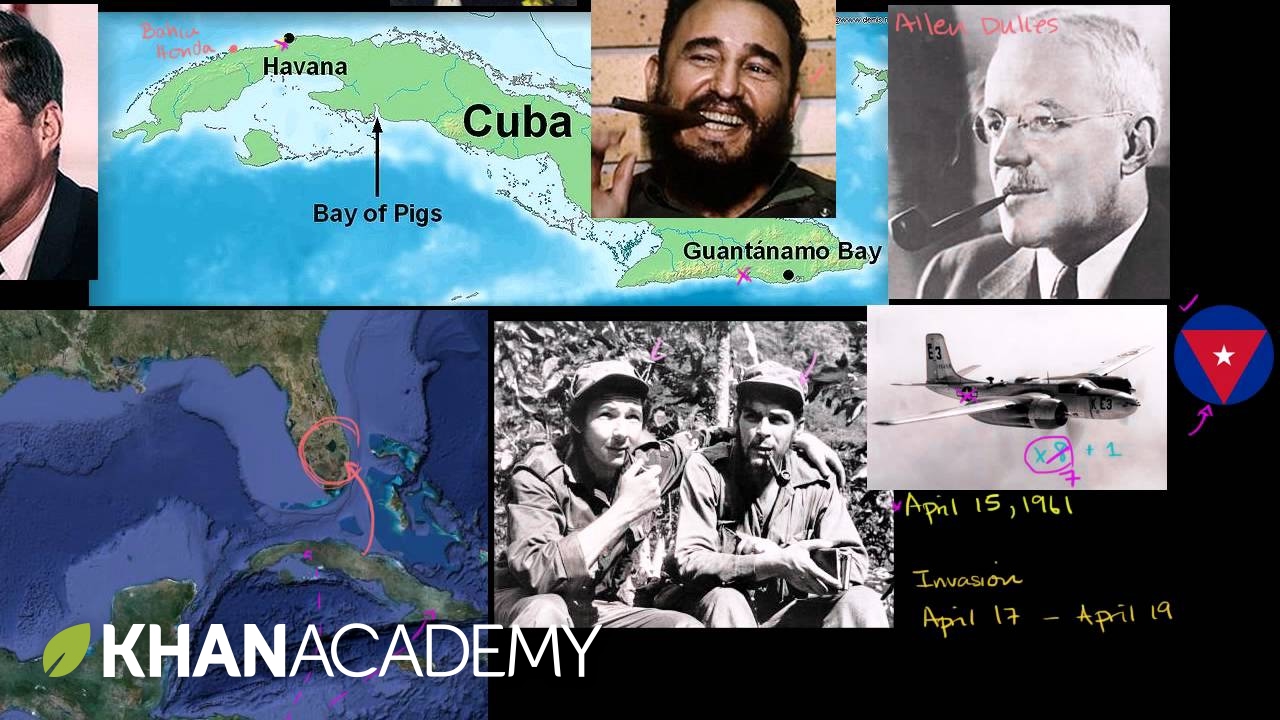 www.demis.nl
Bahia
Honda
Havana
Cuba
Bay of Pigs
Guantánamo Bay
Allen Dulles
E3
K E3
x 8 + 1
7
April 15, 1961
Invasion
April 17 – April 19
KHANACADEMY